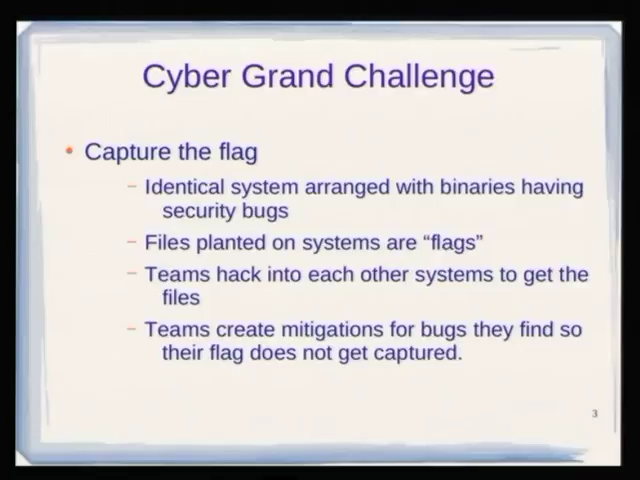 Cyber Grand Challenge
• Capture the flag
– Identical system arranged with binaries having
security bugs
– Files planted on systems are “flags”
– Teams hack into each other systems to get the
files
– Teams create mitigations for bugs they find so
their flag does not get captured.
3